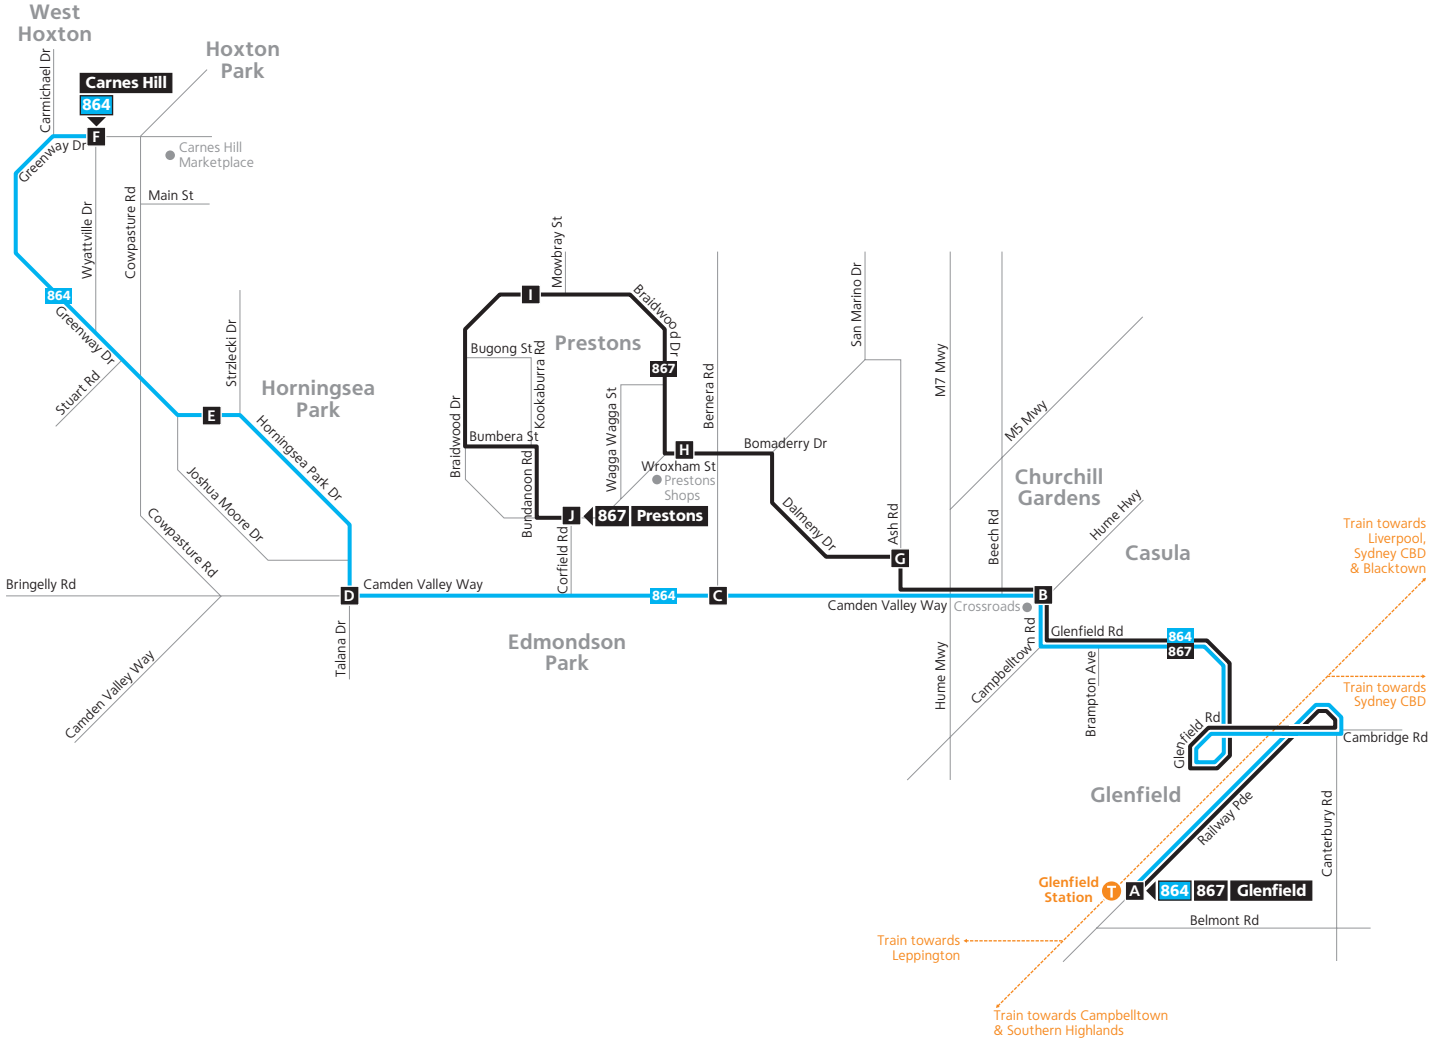 West
Hoxton
Hoxton
Park
Carmichael Dr
Carnes Hill
864
F
Greenway Dr
Carnes Hill
Marketplace
Main St
Cowpasture Rd
Wyattville Dr
864
Greenway Dr
Stuart Rd
Strzlecki Dr
Horningsea
Park
E
Horningsea Park Dr
Joshua Moore Dr
Cowpasture Rd
Bringelly Rd
D
Camden Valley Way
Talana Dr
Camden Valley Way
Mowbray St
I
Braidwood Dr
Prestons
Bugong St
Kookaburra Rd
867
Wagga Wagga St
Braidwood Dr
Bumbera St
Bundanoon Rd
H
Wroxham St
Prestons
Shops
J
867
Prestons
Corfield Rd
Bernera Rd
Bomaderry Dr
San Marino Dr
Dalmeny Dr
Ash Rd
G
M7 Mwy
M5 Mwy
Churchill
Gardens
Beech Rd
Hume Hwy
Casula
864
C
Camden Valley Way
Crossroads
B
Edmondson
Park
Hume Mwy
Campbelltown Rd
Glenfield Rd
864
867
Brampton Ave
Glenfield Rd
Train towards
Liverpool,
Sydney CBD
& Blacktown
Train towards
Sydney CBD
Cambridge Rd
Glenfield
Railway Pde
Canterbury Rd
Glenfield
Station
T
A
864
867
Glenfield
Belmont Rd
Train towards
Leppington
Train towards Campbelltown
& Southern Highlands